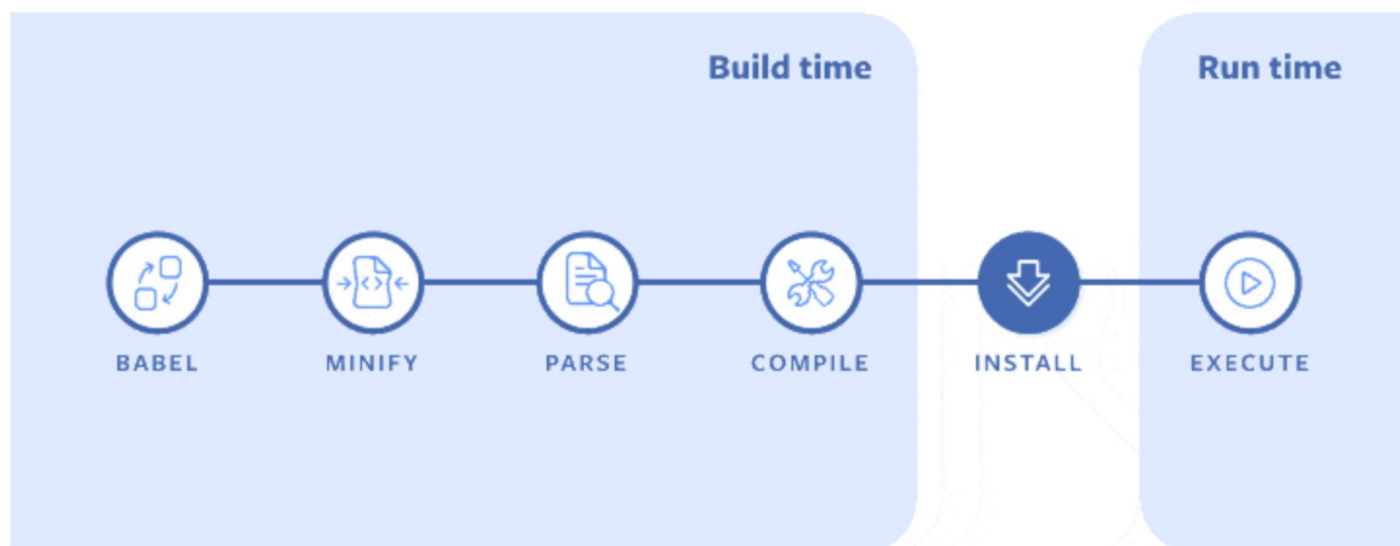 Build time
Run time
BABEL
MINIFY
PARSE
COMPILE
INSTALL
EXECUTE